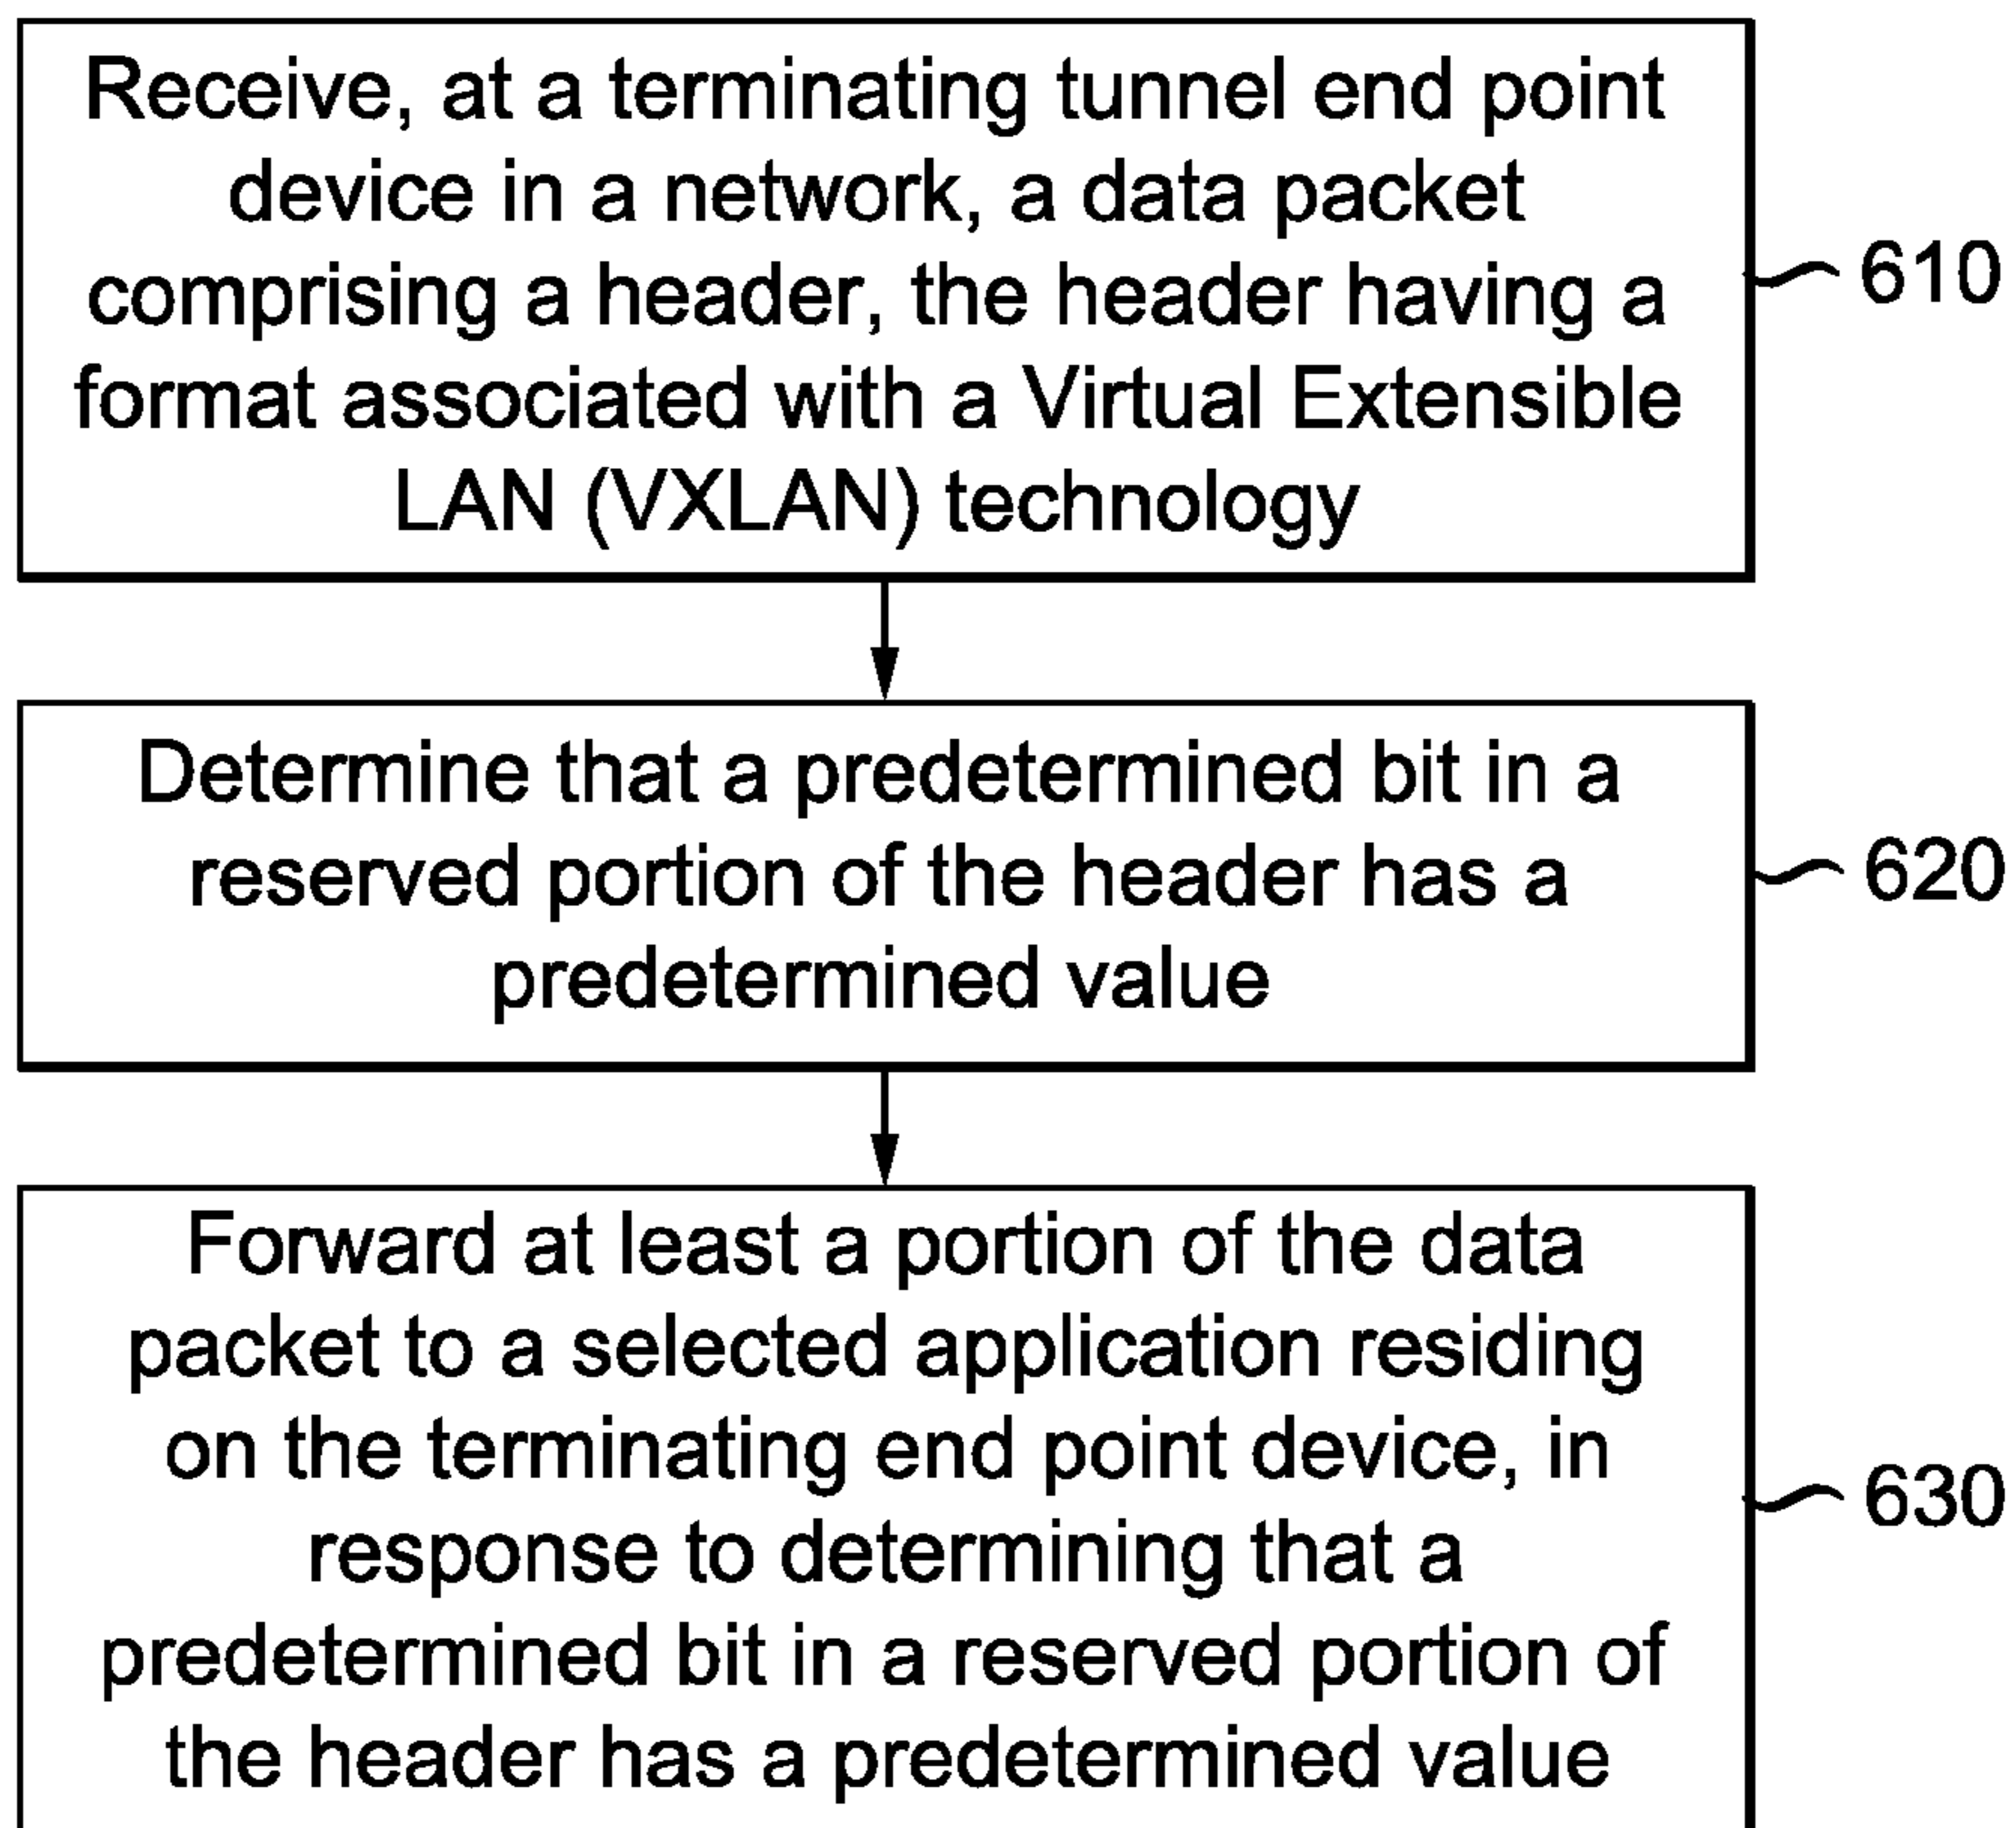 Receive, at a terminating tunnel end point
device in a network, a data packet
comprising a header, the header having a
format associated with a Virtual Extensible
LAN (VXLAN) technology
610
Determine that a predetermined bit in a
reserved portion of the header has a
predetermined value
620
Forward at least a portion of the data
packet to a selected application residing
on the terminating end point device, in
response to determining that a
predetermined bit in a reserved portion of
the header has a predetermined value
630